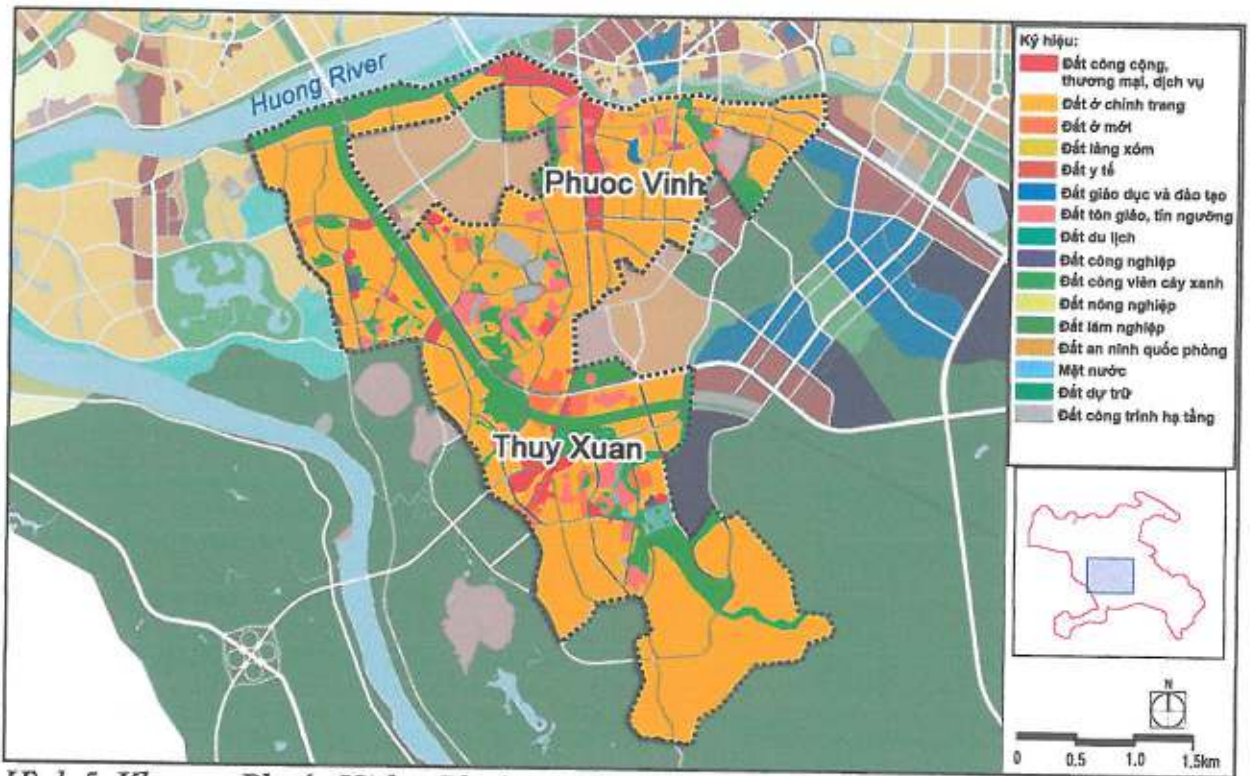 Huong River
Phuoc Vinh
Thuy Xuan
Ký hiệu:
Đất công cộng,
thương mại, dịch vụ
Đất ở chỉnh trang
Đất ở mới
Đất làng xóm
Đất y tế
Đất giáo dục và đào tạo
Đất tôn giáo, tín ngưỡng
Đất du lịch
Đất công nghiệp
Đất công viên cây xanh
Đất nông nghiệp
Đất lâm nghiệp
Đất an ninh quốc phòng
Mặt nước
Đất dự trữ
Đất công trình hạ tầng
N
0 0,5 1,0 1,5km